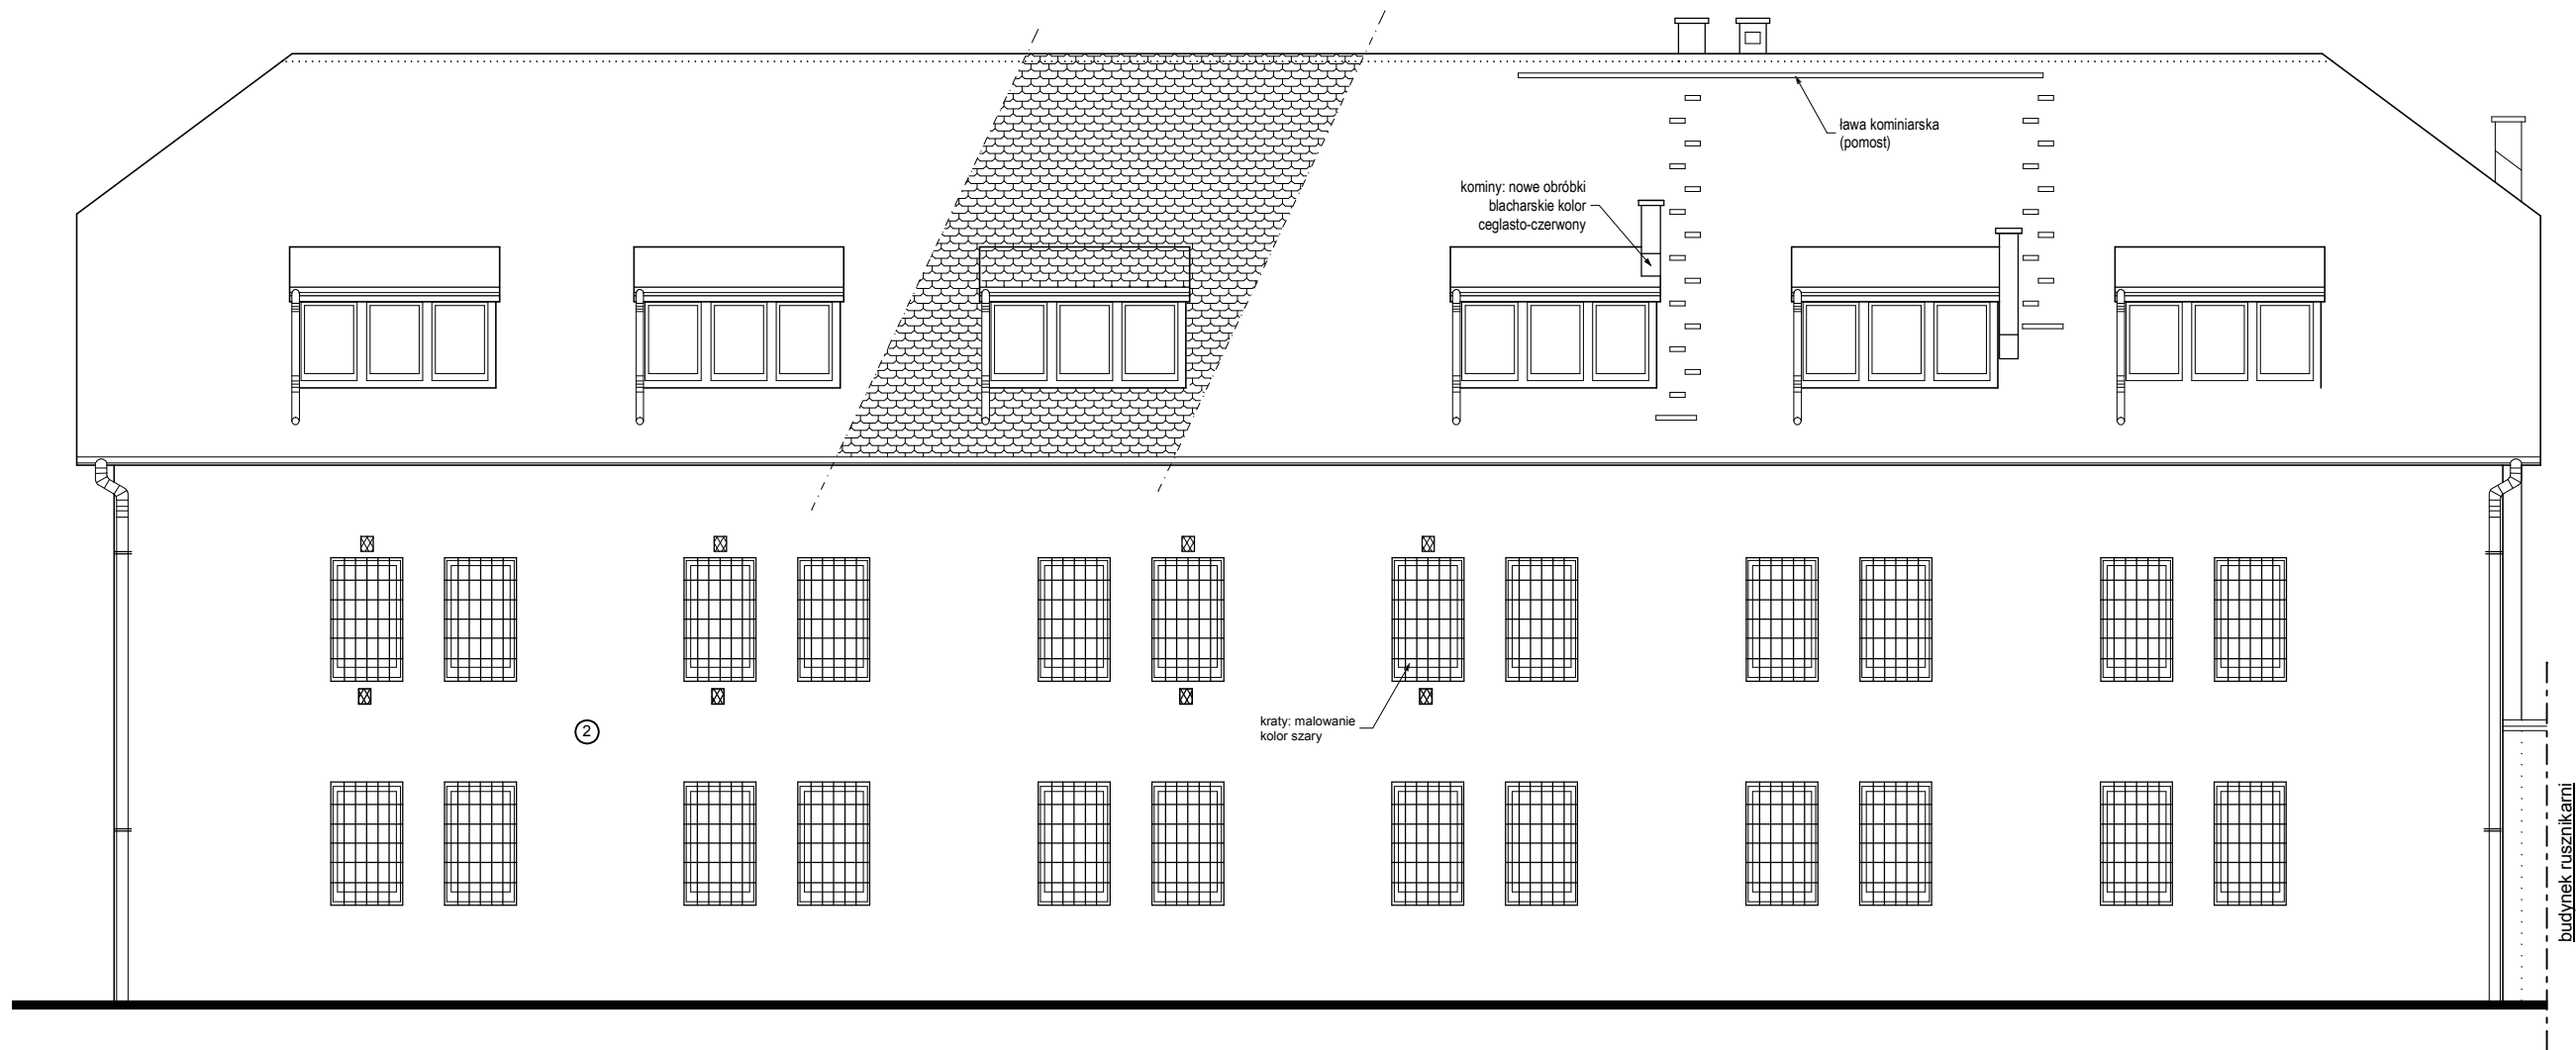 ława kominiarska
(pomost)
kominy: nowe obróbki
blacharskie kolor
ceglasto-czerwony
kraty: malowanie
kolor szary
2
budynek rusznikarni